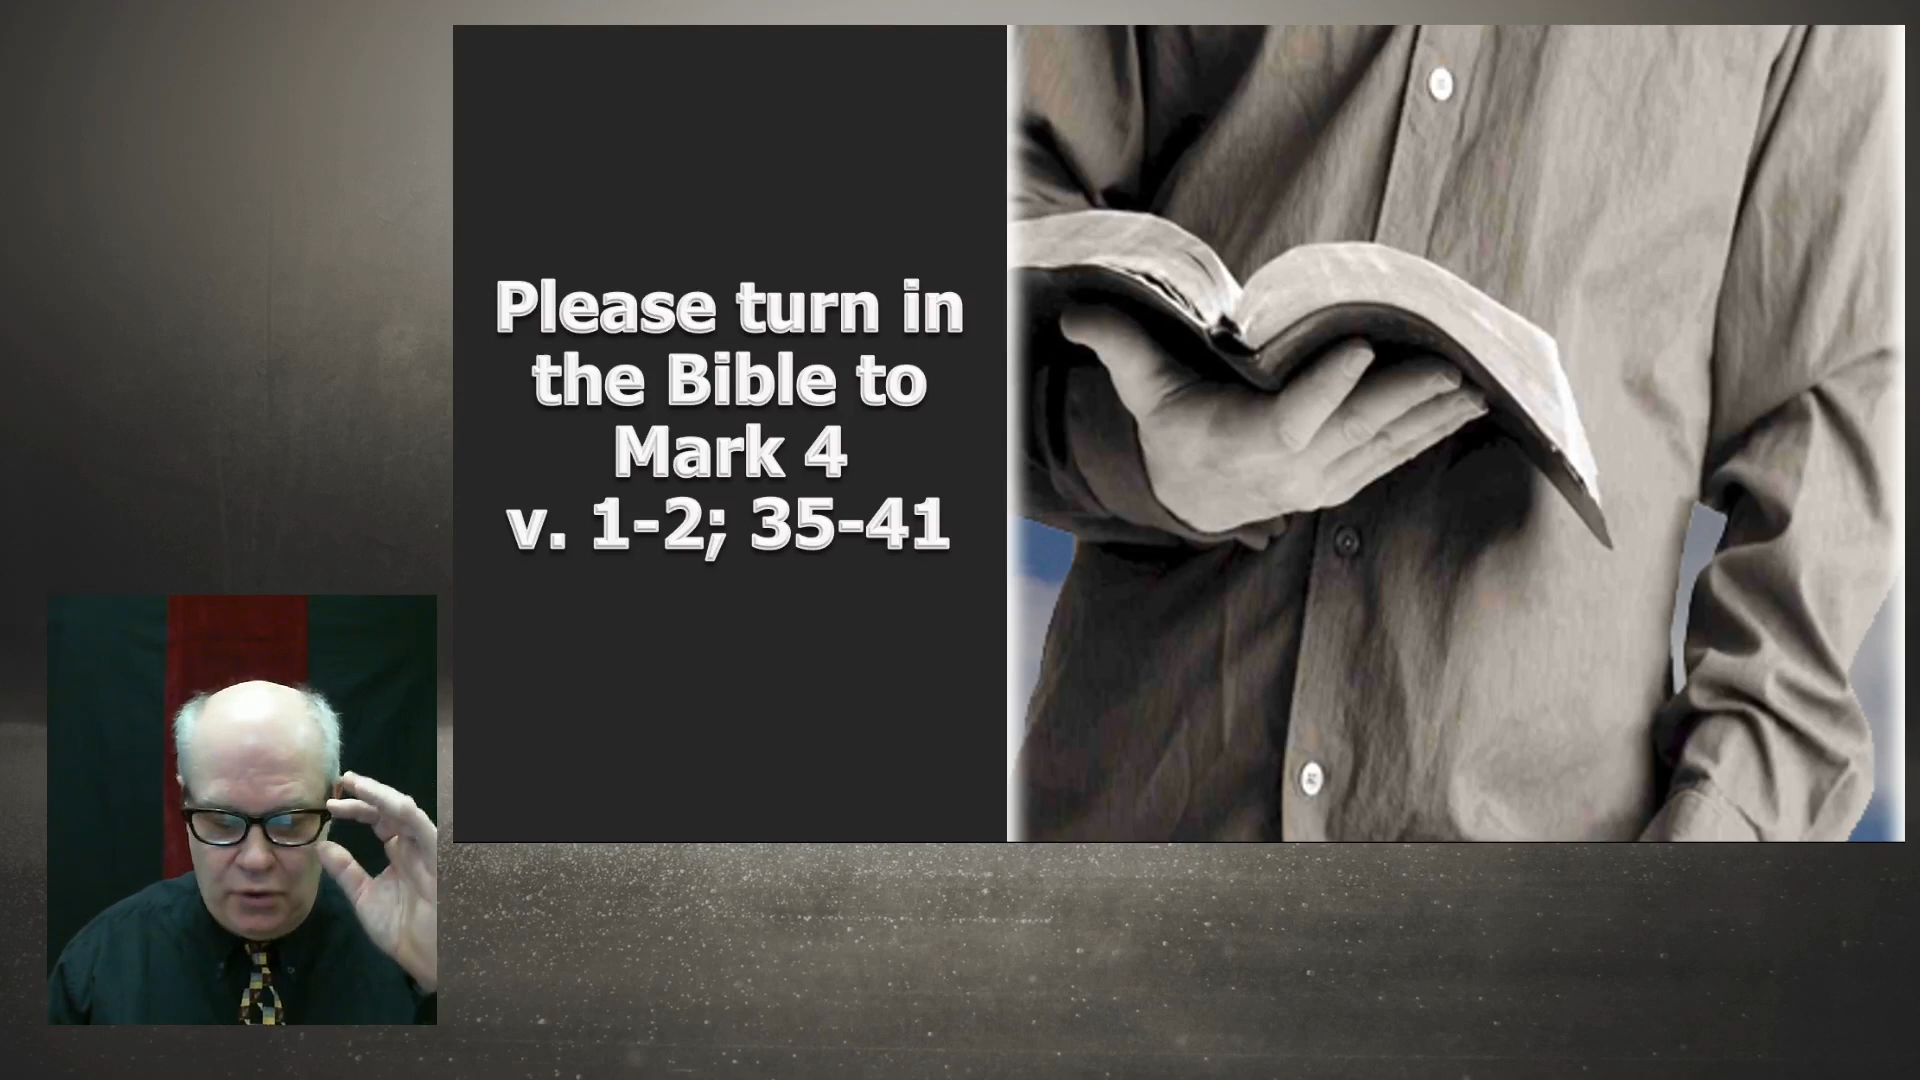 Please turn in
the Bible to
Mark 4
v. 1-2; 35-41